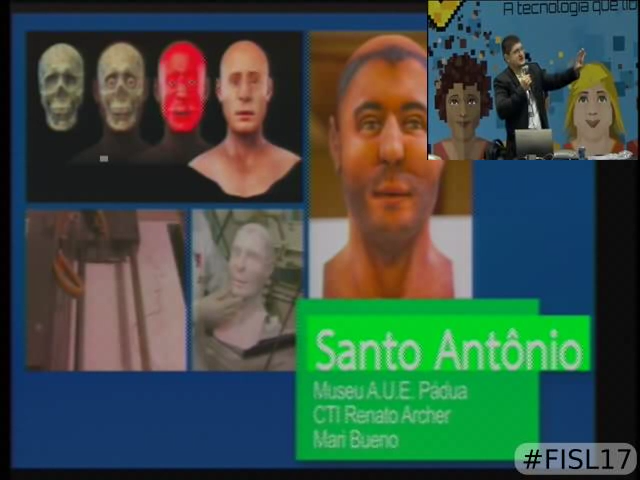 A tecnologia que
Santo Antônio
Museu A.U.E. Pádua
CTI Renato Archer
Mari Bueno
#FISL17